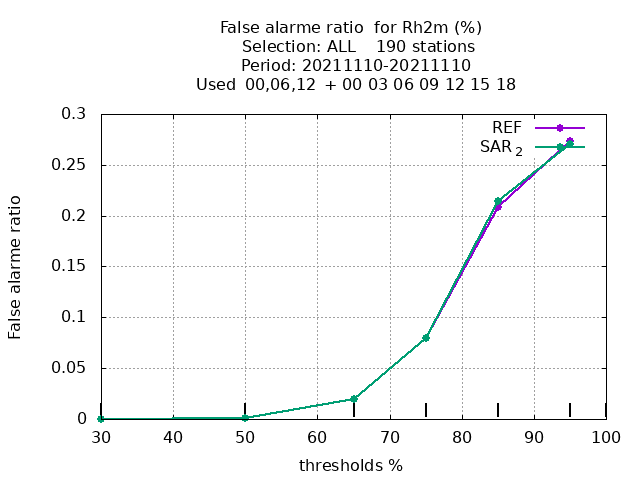 False alarme ratio  for Rh2m (%)
Selection: ALL    190 stations
Period: 20211110-20211110
Used  00,06,12  + 00 03 06 09 12 15 18
REF
SAR 2
0.3
0.25
0.2
0.15
0.1
0.05
0
False alarme ratio
30 40 50 60 70 80 90 100
thresholds %